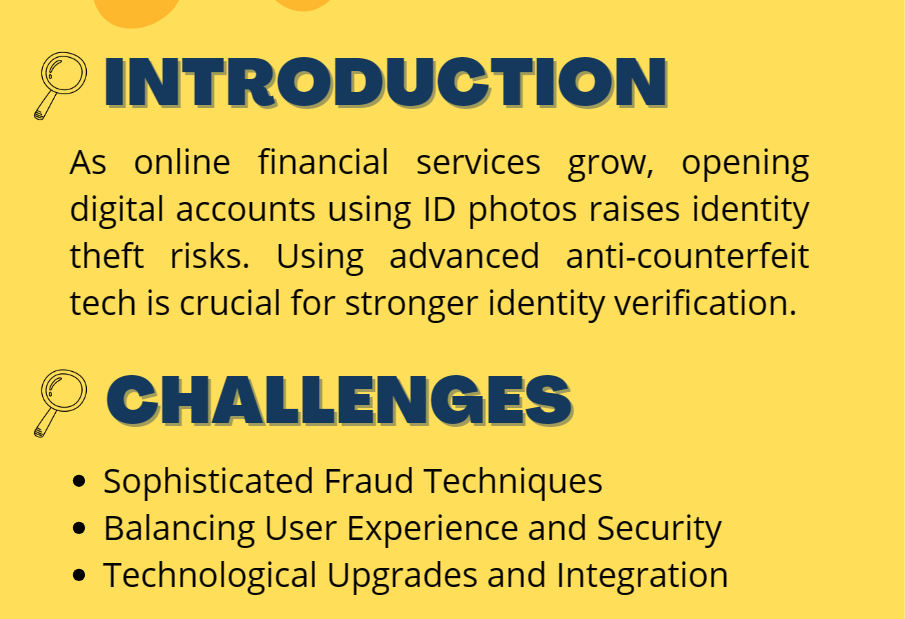 INTRODUCTION
As online financial services grow, opening
digital accounts using ID photos raises identity
theft risks. Using advanced anti-counterfeit
tech is crucial for stronger identity verification.
CHALLENGES
• Sophisticated Fraud Techniques
• Balancing User Experience and Security
• Technological Upgrades and Integration